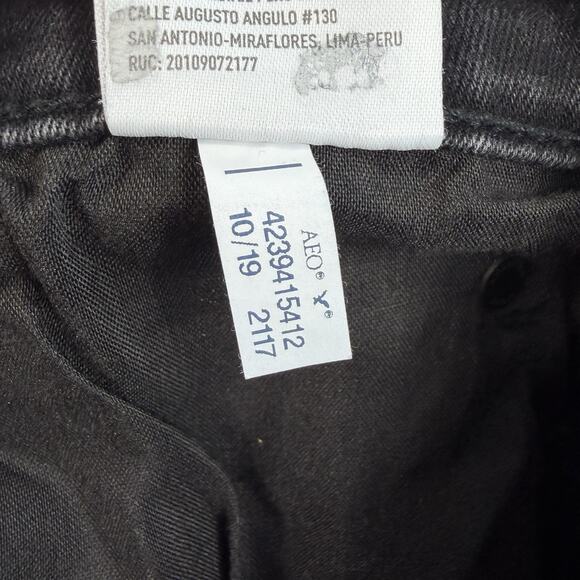 CALLE AUGUSTO ANGULO #130
SAN ANTONIO-MIRAFLORES, LIMA-PERU
RUC: 20109072177
AEO® ®
4239415412
10/19 2117